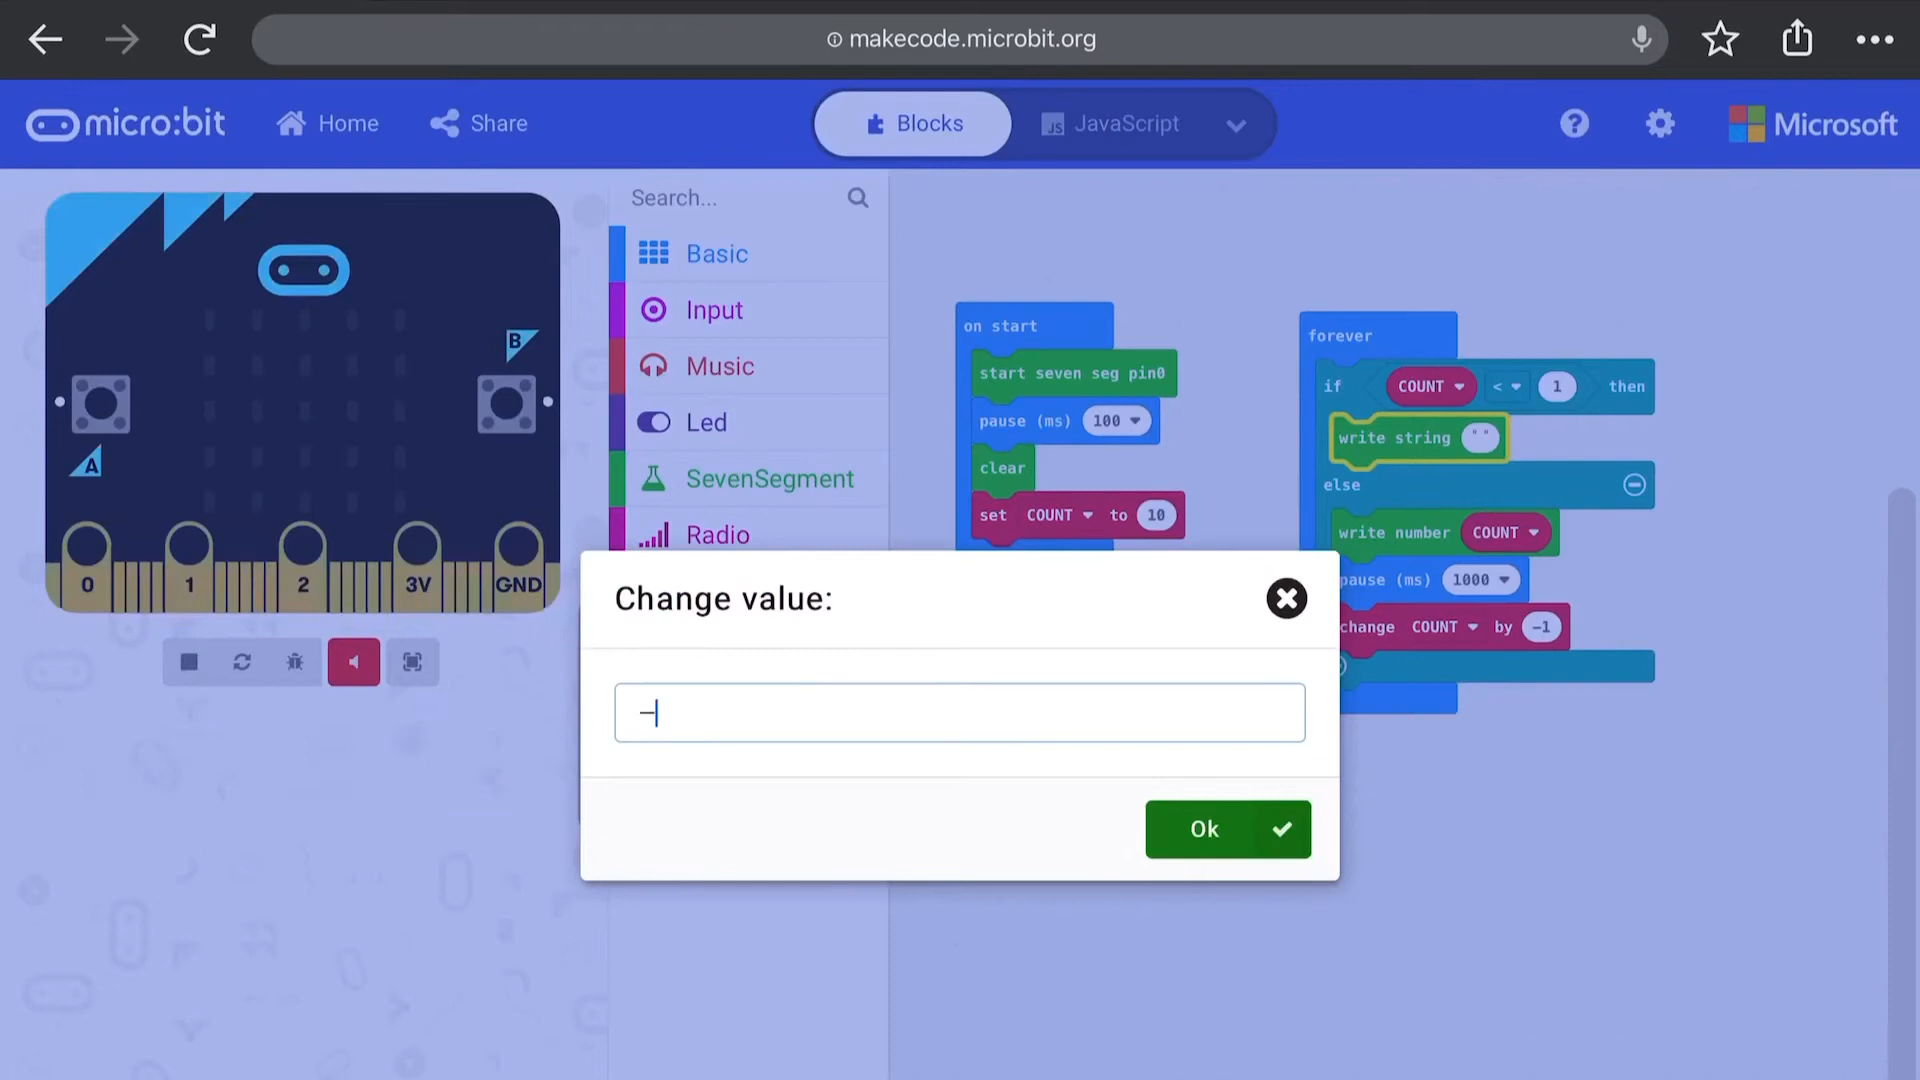 makecode.microbit.org
micro:bit Home Share Blocks JS JavaScript Microsoft
Search...
Basic
Input
Music
Led
SevenSegment
Radio
B
A
0 1 2 3V GND
on start
start seven seg pin0
pause (ms) 100
clear
set COUNT to 10
forever
if COUNT < 1 then
write string " "
else
write number COUNT
pause (ms) 1000
change COUNT by -1
Change value:
–
Ok